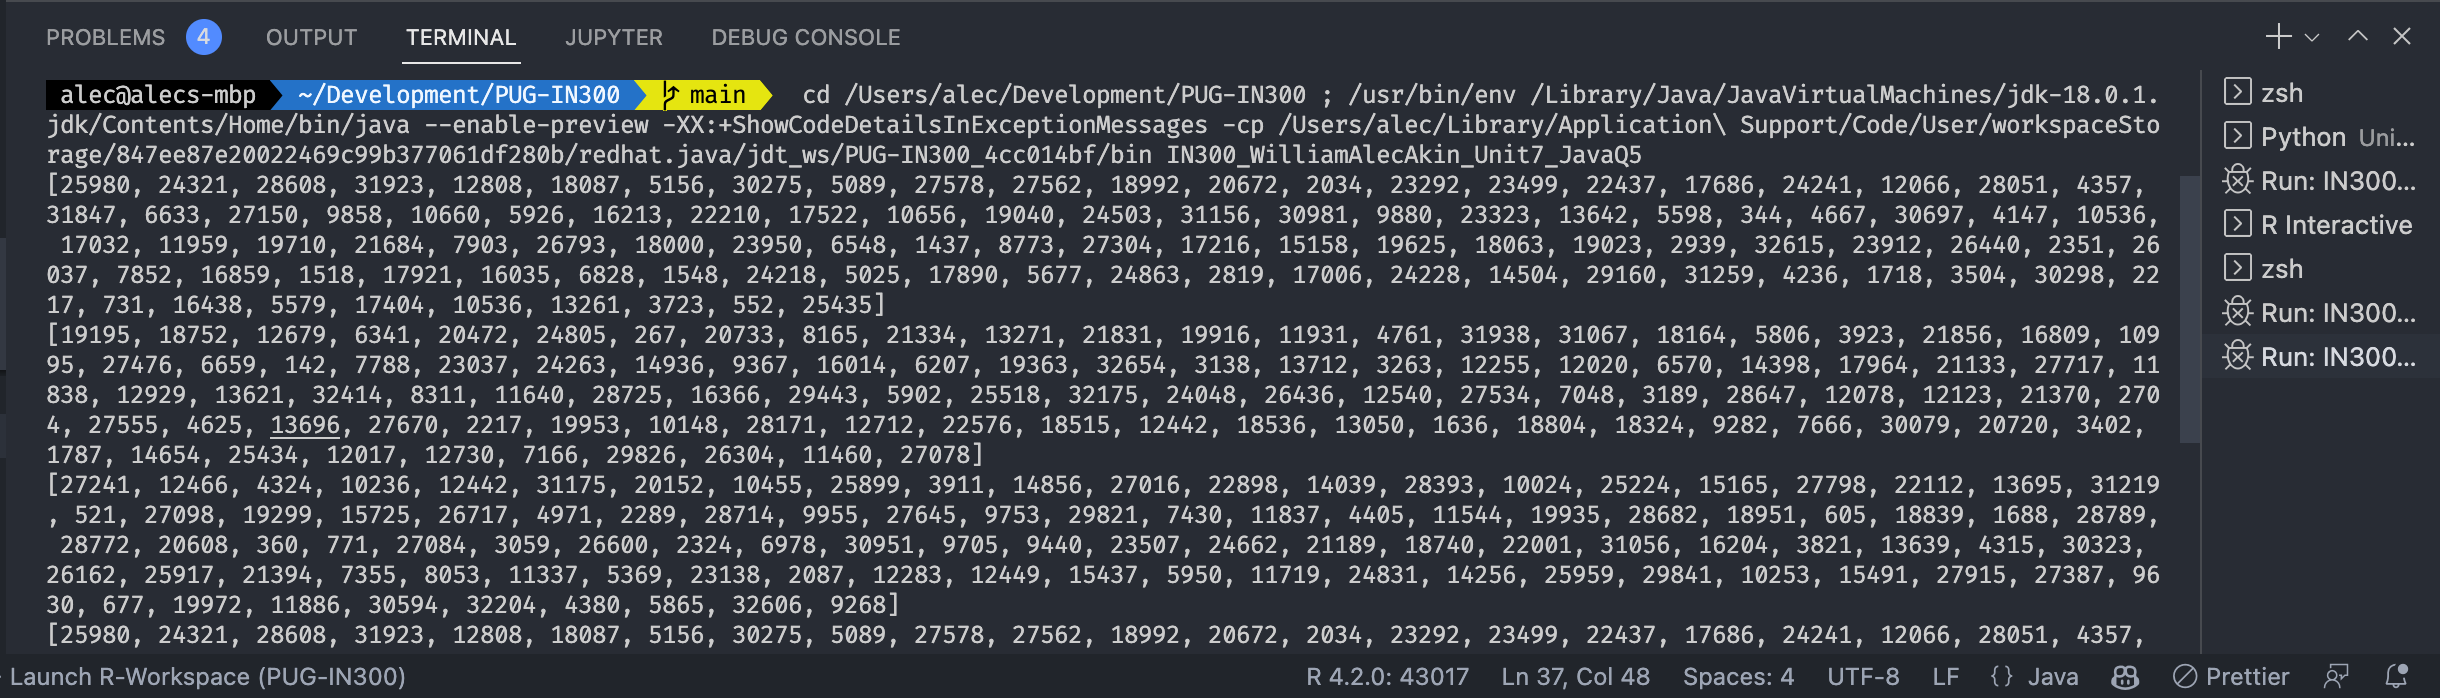 PROBLEMS 4 OUTPUT TERMINAL JUPYTER DEBUG CONSOLE
alec@alecs-mbp ~/Development/PUG-IN300 main cd /Users/alec/Development/PUG-IN300 ; /usr/bin/env /Library/Java/JavaVirtualMachines/jdk-18.0.1.
jdk/Contents/Home/bin/java --enable-preview -XX:+ShowCodeDetailsInExceptionMessages -cp /Users/alec/Library/Application\ Support/Code/User/workspaceSto
rage/847ee87e20022469c99b377061df280b/redhat.java/jdt_ws/PUG-IN300_4cc014bf/bin IN300_WilliamAlecAkin_Unit7_JavaQ5
[25980, 24321, 28608, 31923, 12808, 18087, 5156, 30275, 5089, 27578, 27562, 18992, 20672, 2034, 23292, 23499, 22437, 17686, 24241, 12066, 28051, 4357,
31847, 6633, 27150, 9858, 10660, 5926, 16213, 22210, 17522, 10656, 19040, 24503, 31156, 30981, 9880, 23323, 13642, 5598, 344, 4667, 30697, 4147, 10536,
17032, 11959, 19710, 21684, 7903, 26793, 18000, 23950, 6548, 1437, 8773, 27304, 17216, 15158, 19625, 18063, 19023, 2939, 32615, 23912, 26440, 2351, 26
037, 7852, 16859, 1518, 17921, 16035, 6828, 1548, 24218, 5025, 17890, 5677, 24863, 2819, 17006, 24228, 14504, 29160, 31259, 4236, 1718, 3504, 30298, 22
17, 731, 16438, 5579, 17404, 10536, 13261, 3723, 552, 25435]
[19195, 18752, 12679, 6341, 20472, 24805, 267, 20733, 8165, 21334, 13271, 21831, 19916, 11931, 4761, 31938, 31067, 18164, 5806, 3923, 21856, 16809, 109
95, 27476, 6659, 142, 7788, 23037, 24263, 14936, 9367, 16014, 6207, 19363, 32654, 3138, 13712, 3263, 12255, 12020, 6570, 14398, 17964, 21133, 27717, 11
838, 12929, 13621, 32414, 8311, 11640, 28725, 16366, 29443, 5902, 25518, 32175, 24048, 26436, 12540, 27534, 7048, 3189, 28647, 12078, 12123, 21370, 270
4, 27555, 4625, 13696, 27670, 2217, 19953, 10148, 28171, 12712, 22576, 18515, 12442, 18536, 13050, 1636, 18804, 18324, 9282, 7666, 30079, 20720, 3402,
1787, 14654, 25434, 12017, 12730, 7166, 29826, 26304, 11460, 27078]
[27241, 12466, 4324, 10236, 12442, 31175, 20152, 10455, 25899, 3911, 14856, 27016, 22898, 14039, 28393, 10024, 25224, 15165, 27798, 22112, 13695, 31219
, 521, 27098, 19299, 15725, 26717, 4971, 2289, 28714, 9955, 27645, 9753, 29821, 7430, 11837, 4405, 11544, 19935, 28682, 18951, 605, 18839, 1688, 28789,
28772, 20608, 360, 771, 27084, 3059, 26600, 2324, 6978, 30951, 9705, 9440, 23507, 24662, 21189, 18740, 22001, 31056, 16204, 3821, 13639, 4315, 30323,
26162, 25917, 21394, 7355, 8053, 11337, 5369, 23138, 2087, 12283, 12449, 15437, 5950, 11719, 24831, 14256, 25959, 29841, 10253, 15491, 27915, 27387, 96
30, 677, 19972, 11886, 30594, 32204, 4380, 5865, 32606, 9268]
[25980, 24321, 28608, 31923, 12808, 18087, 5156, 30275, 5089, 27578, 27562, 18992, 20672, 2034, 23292, 23499, 22437, 17686, 24241, 12066, 28051, 4357,
zsh
Python Uni...
Run: IN300...
R Interactive
zsh
Run: IN300...
Run: IN300...
Launch R-Workspace (PUG-IN300) R 4.2.0: 43017 Ln 37, Col 48 Spaces: 4 UTF-8 LF {} Java Prettier